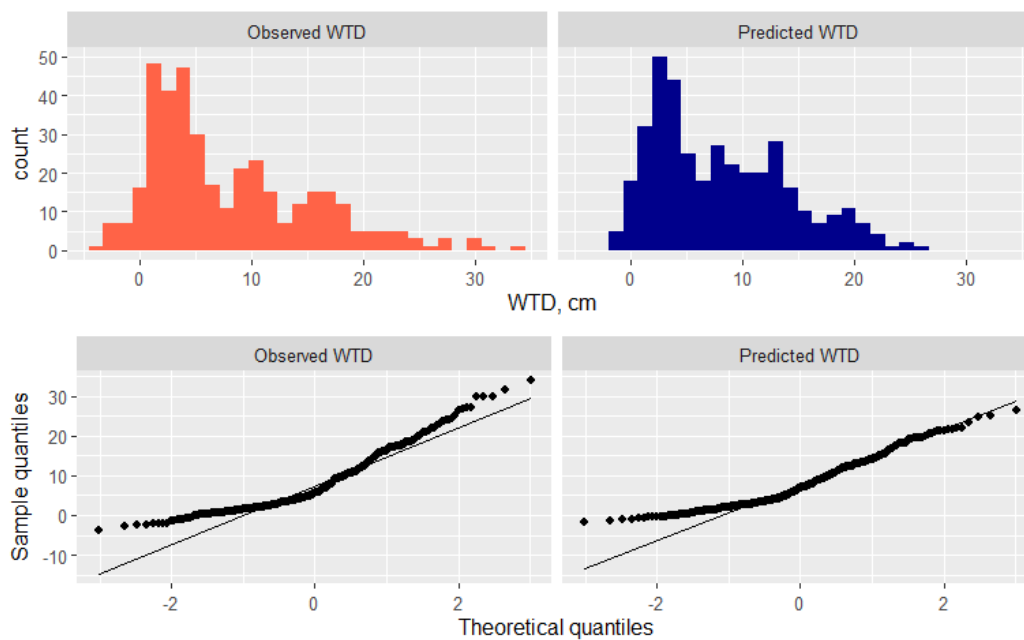 Observed WTD
Predicted WTD
50
40
30
20
10
0
count
0 10 20 30
0 10 20 30
WTD, cm
Observed WTD
Predicted WTD
30
20
10
0
-10
Sample quantiles
-2 0 2
-2 0 2
Theoretical quantiles